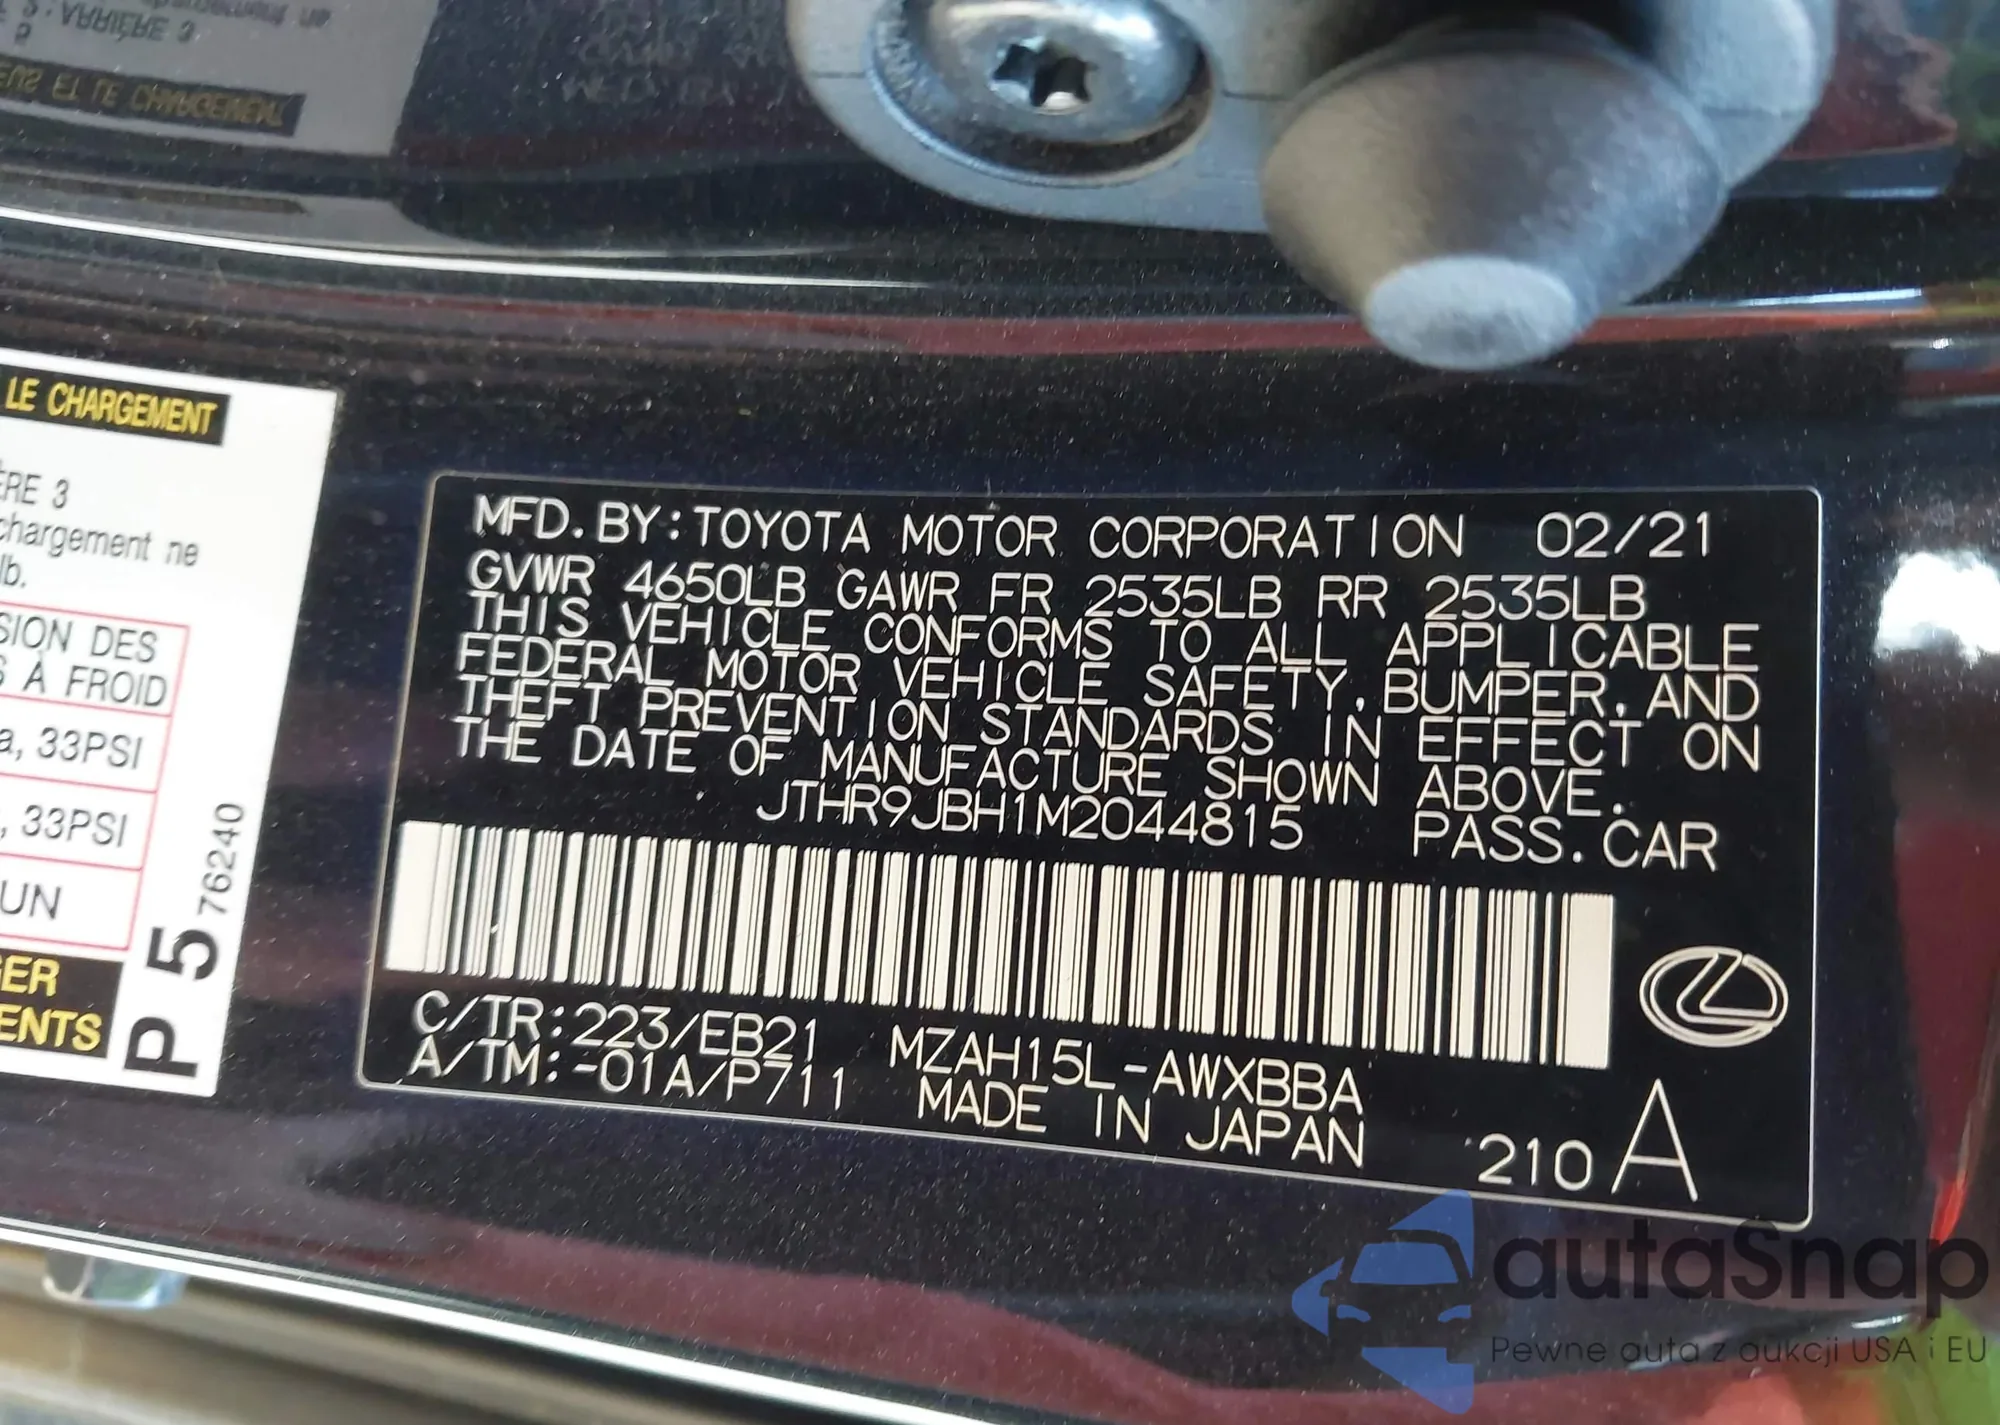 LE CHARGEMENT
ÈRE 3
chargement ne
lb.
SION DES
S À FROID
a, 33PSI
, 33PSI
UN
GER
ENTS
P 5 76240
MFD. BY: TOYOTA MOTOR CORPORATION 02/21
GVWR 4650LB GAWR FR 2535LB RR 2535LB
THIS VEHICLE CONFORMS TO ALL APPLICABLE
FEDERAL MOTOR VEHICLE SAFETY, BUMPER, AND
THEFT PREVENTION STANDARDS IN EFFECT ON
THE DATE OF MANUFACTURE SHOWN ABOVE.
JTHR9JBH1M2044815 PASS. CAR
C/TR: 223/EB21 MZAH15L-AWXBBA
A/TM: -01A/P711 MADE IN JAPAN
210 A
autaSnap
Pewne auta z aukcji USA i EU